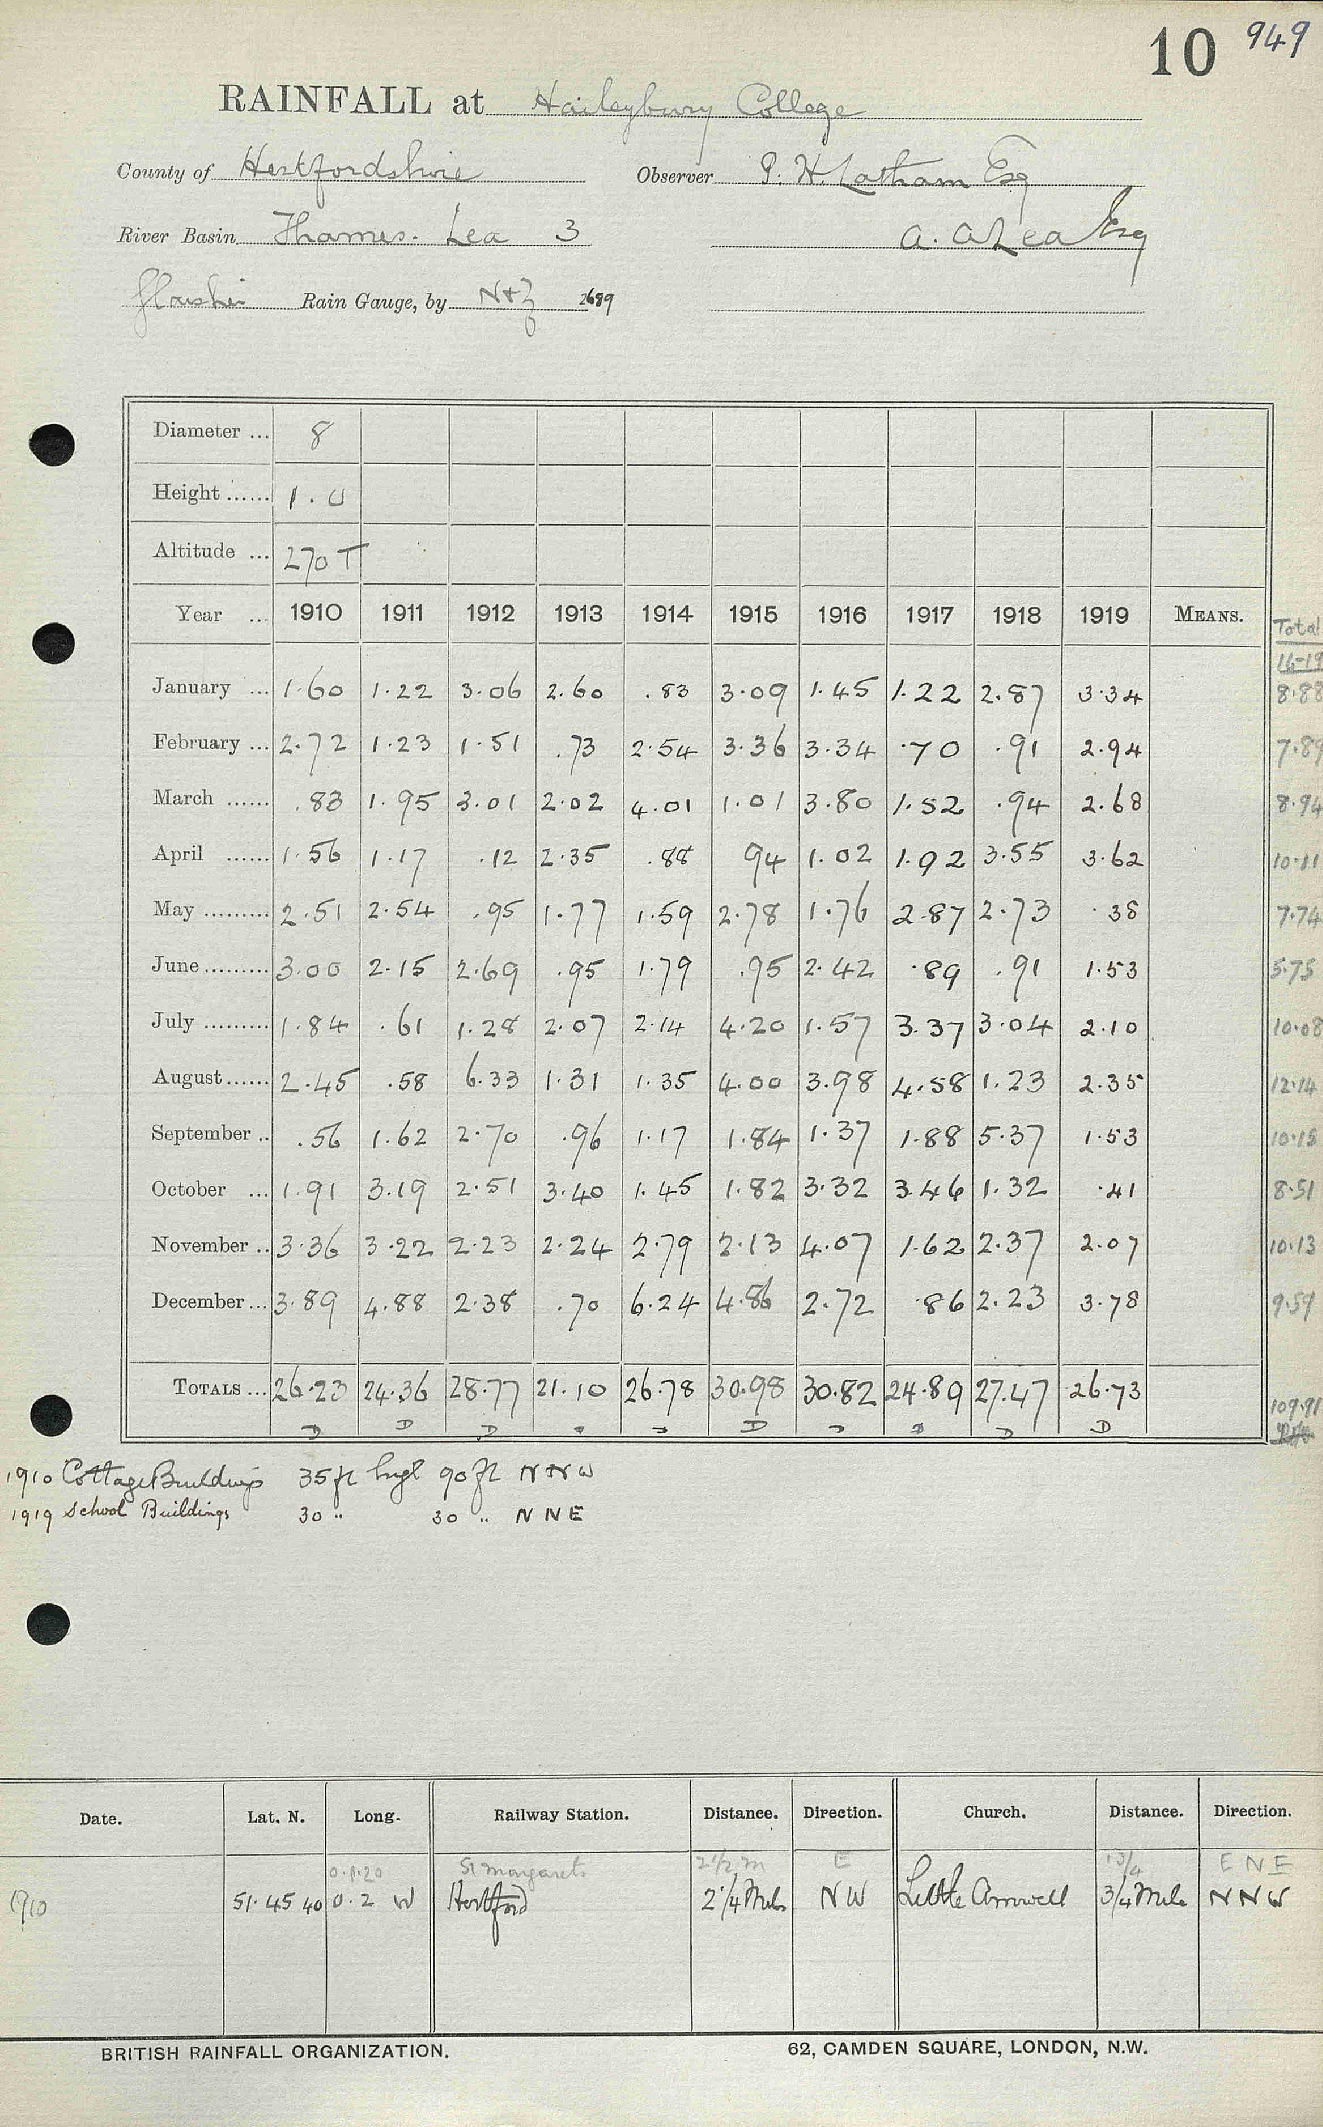 10 949
RAINFALL at Haileybury College
County of Hertfordshire Observer P. H. Latham Esq
River Basin Thames. Lea 3 A. A Lea Esq
Rain Gauge, by N+Z 2689
Diameter ... 8
Height ...... 1.0
Altitude ... 270 T
Year ... 1910 1911 1912 1913 1914 1915 1916 1917 1918 1919 MEANS. Total 16-19
January ... 1.60 1.22 3.06 2.60 .83 3.09 1.45 1.22 2.87 3.34 8.88
February ... 2.72 1.23 1.51 .73 2.54 3.36 3.34 .70 .91 2.94 7.89
March ...... .83 1.95 3.01 2.02 4.01 1.01 3.80 1.52 .94 2.68 8.94
April ...... 1.56 1.17 .12 2.35 .88 94 1.02 1.92 3.55 3.62 10.11
May ......... 2.51 2.54 .95 1.77 1.59 2.78 1.76 2.87 2.73 .38 7.74
June ......... 3.00 2.15 2.69 .95 1.79 .95 2.42 .89 .91 1.53 5.75
July ......... 1.84 .61 1.28 2.07 2.14 4.20 1.57 3.37 3.04 2.10 10.08
August ...... 2.45 .58 6.33 1.31 1.35 4.00 3.98 4.58 1.23 2.35 12.14
September .. .56 1.62 2.70 .96 1.17 1.84 1.37 1.88 5.37 1.53 10.15
October ... 1.91 3.19 2.51 3.40 1.45 1.82 3.32 3.46 1.32 .41 8.51
November .. 3.36 3.22 2.23 2.24 2.79 2.13 4.07 1.62 2.37 2.07 10.13
December ... 3.89 4.88 2.38 .70 6.24 4.86 2.72 .86 2.23 3.78 9.59
TOTALS ... 26.23 24.36 28.77 21.10 26.78 30.98 30.82 24.89 27.47 26.73 109.91
D D D D D D D D D
1910 Cottage Buildings 35 ft high 90 ft N N W
1919 School Buildings 30 " 30 " N N E
Date. Lat. N. Long. Railway Station. Distance. Direction. Church. Distance. Direction.
0.1.20 St Margarets 2 1/2 m E 1 3/4 E N E
1910 51.45 40 0.2 W Hertford 2 1/4 Miles N W Little Amwell 3/4 Mile N N W
BRITISH RAINFALL ORGANIZATION. 62, CAMDEN SQUARE, LONDON, N.W.